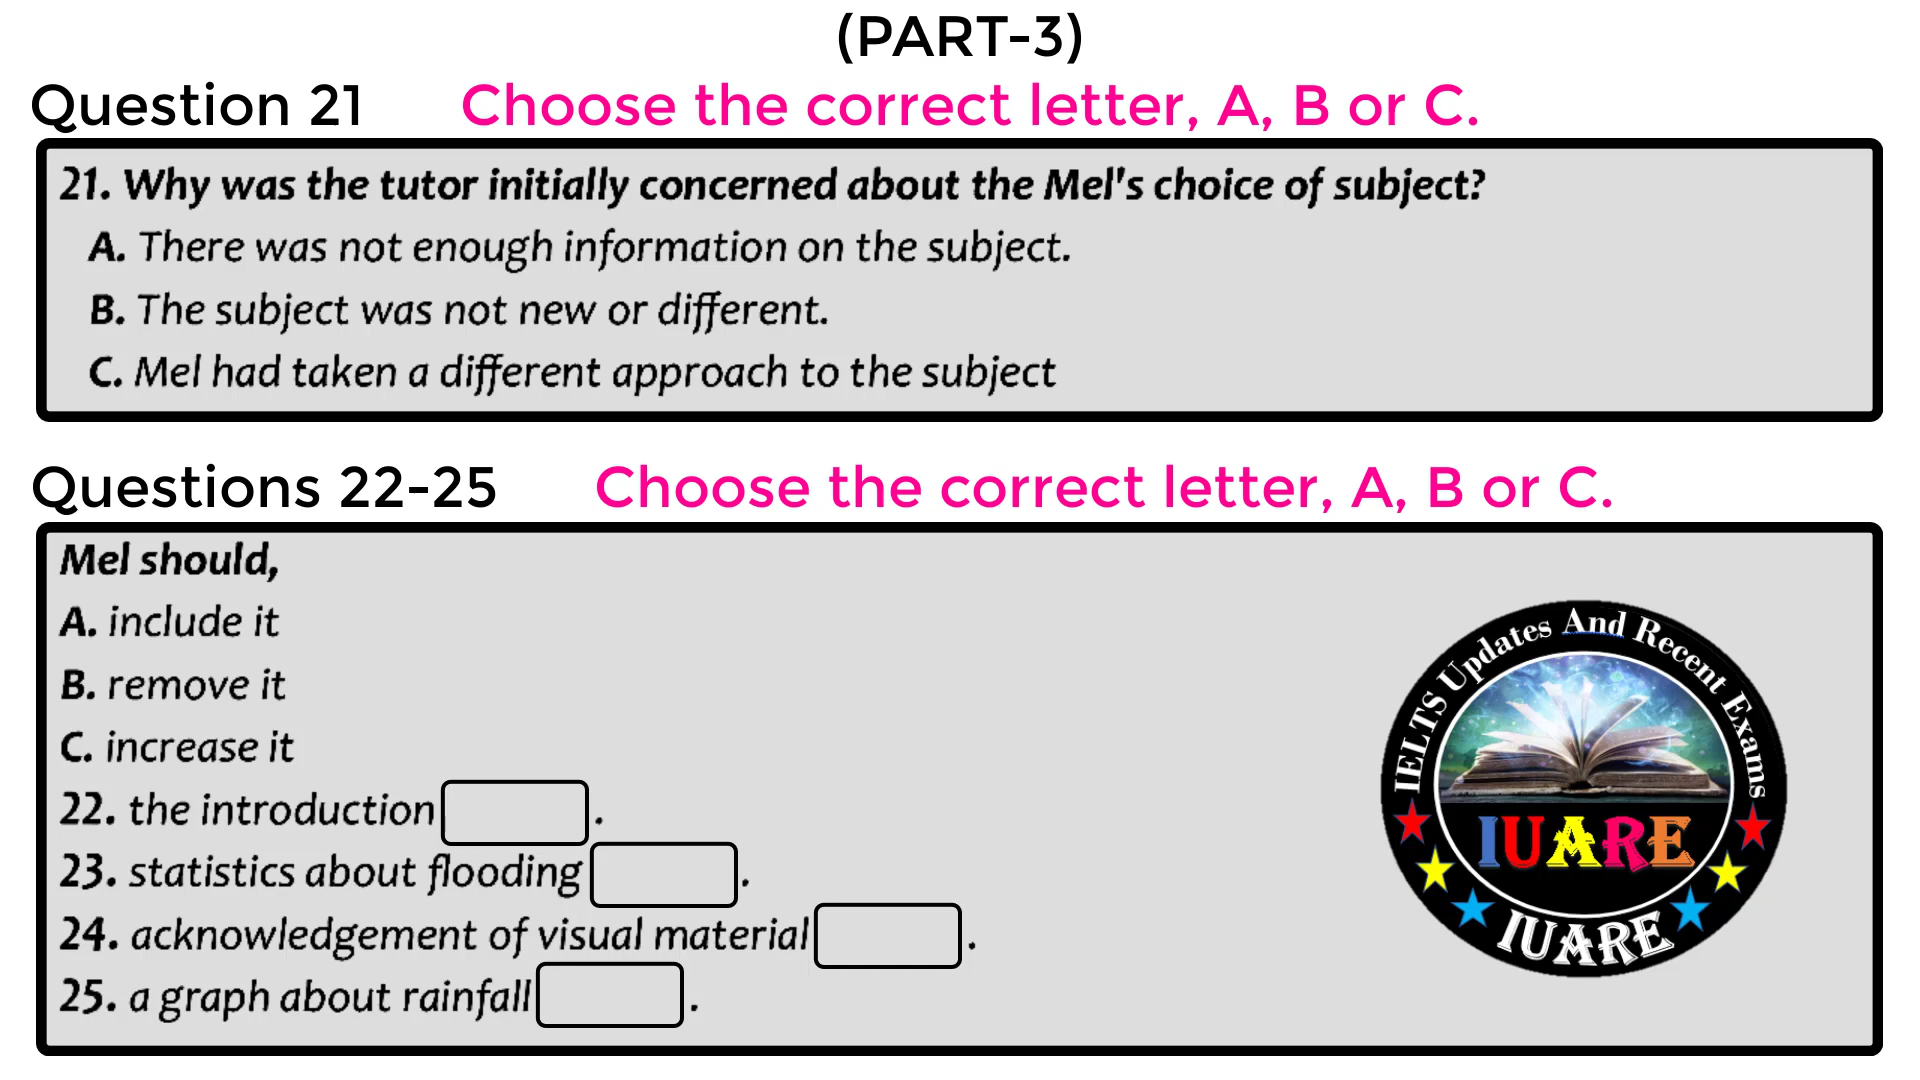 (PART-3)
Question 21 Choose the correct letter, A, B or C.
21. Why was the tutor initially concerned about the Mel's choice of subject?
A. There was not enough information on the subject.
B. The subject was not new or different.
C. Mel had taken a different approach to the subject
Questions 22-25 Choose the correct letter, A, B or C.
Mel should,
A. include it
B. remove it
C. increase it
22. the introduction .
23. statistics about flooding .
24. acknowledgement of visual material .
25. a graph about rainfall .
IELTS Updates And Recent Exams
IUARE
IUARE